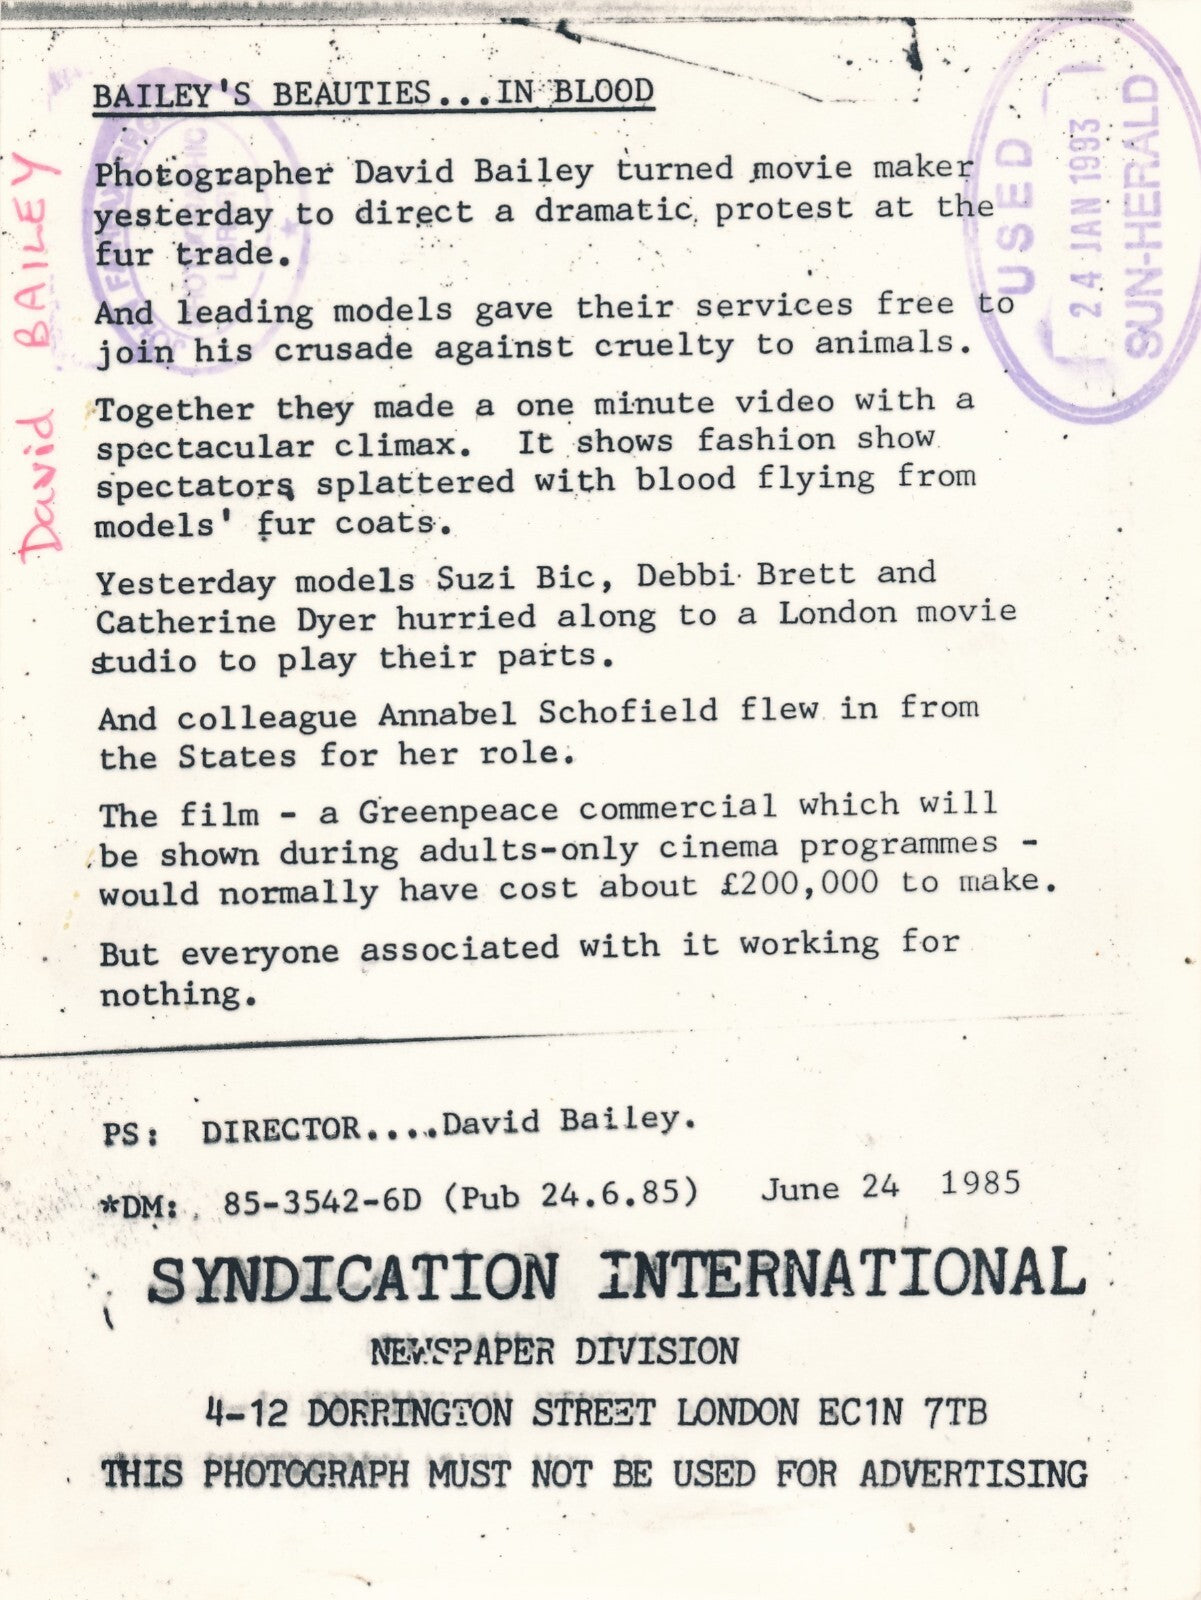 BAILEY'S BEAUTIES...IN BLOOD
Photographer David Bailey turned movie maker
yesterday to direct a dramatic protest at the
fur trade.
And leading models gave their services free to
join his crusade against cruelty to animals.
Together they made a one minute video with a
spectacular climax. It shows fashion show
spectators splattered with blood flying from
models' fur coats.
Yesterday models Suzi Bic, Debbi Brett and
Catherine Dyer hurried along to a London movie
studio to play their parts.
And colleague Annabel Schofield flew in from
the States for her role.
The film - a Greenpeace commercial which will
be shown during adults-only cinema programmes -
would normally have cost about £200,000 to make.
But everyone associated with it working for
nothing.
PS: DIRECTOR....David Bailey.
*DM: 85-3542-6D (Pub 24.6.85) June 24 1985
SYNDICATION INTERNATIONAL
NEWSPAPER DIVISION
4-12 DORRINGTON STREET LONDON EC1N 7TB
THIS PHOTOGRAPH MUST NOT BE USED FOR ADVERTISING
David BAILEY
USED
24 JAN 1993
SUN-HERALD